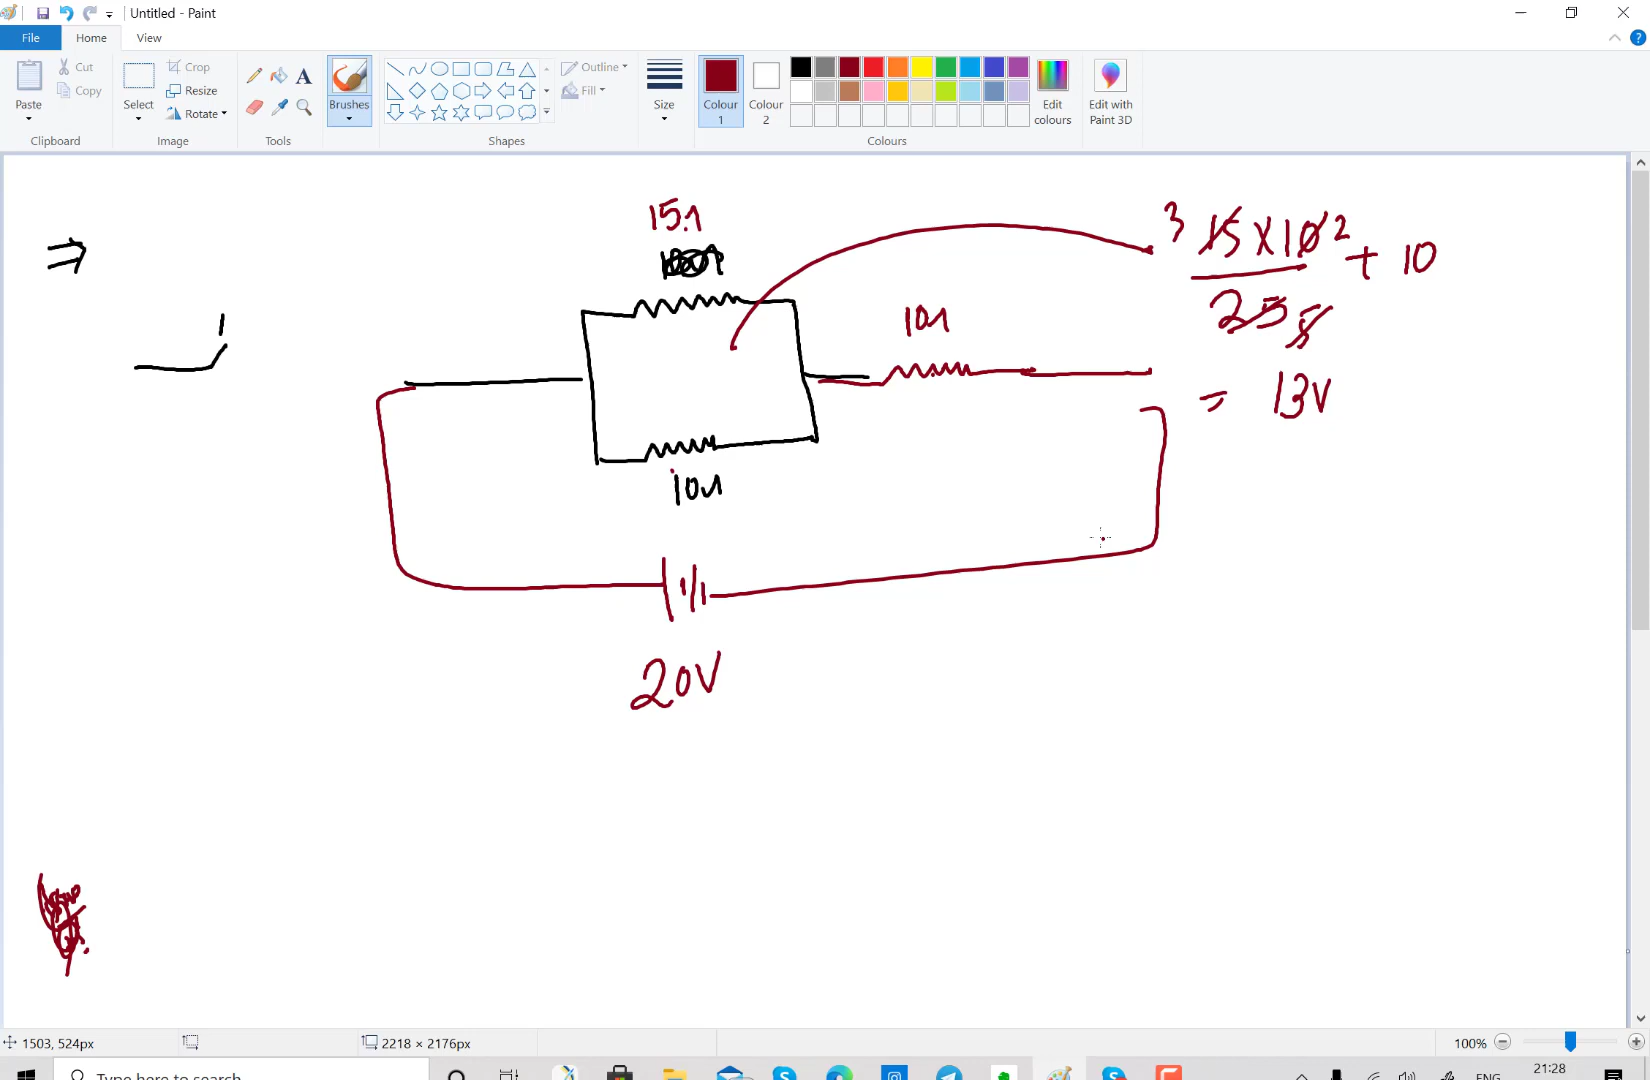 Untitled - Paint
File
Home
View
Paste
Cut
Copy
Clipboard
Select
Crop
Resize
Rotate
Image
Tools
Brushes
Shapes
Outline
Fill
Size
Colour
1
Colour
2
Edit
colours
Edit with
Paint 3D
Colours
⇒
15Ω
10Ω
10Ω
3 15 X 10 2 + 10
25 5
= 13V
20V
1503, 524px
2218 × 2176px
100%
Type here to search
ENG
21:28